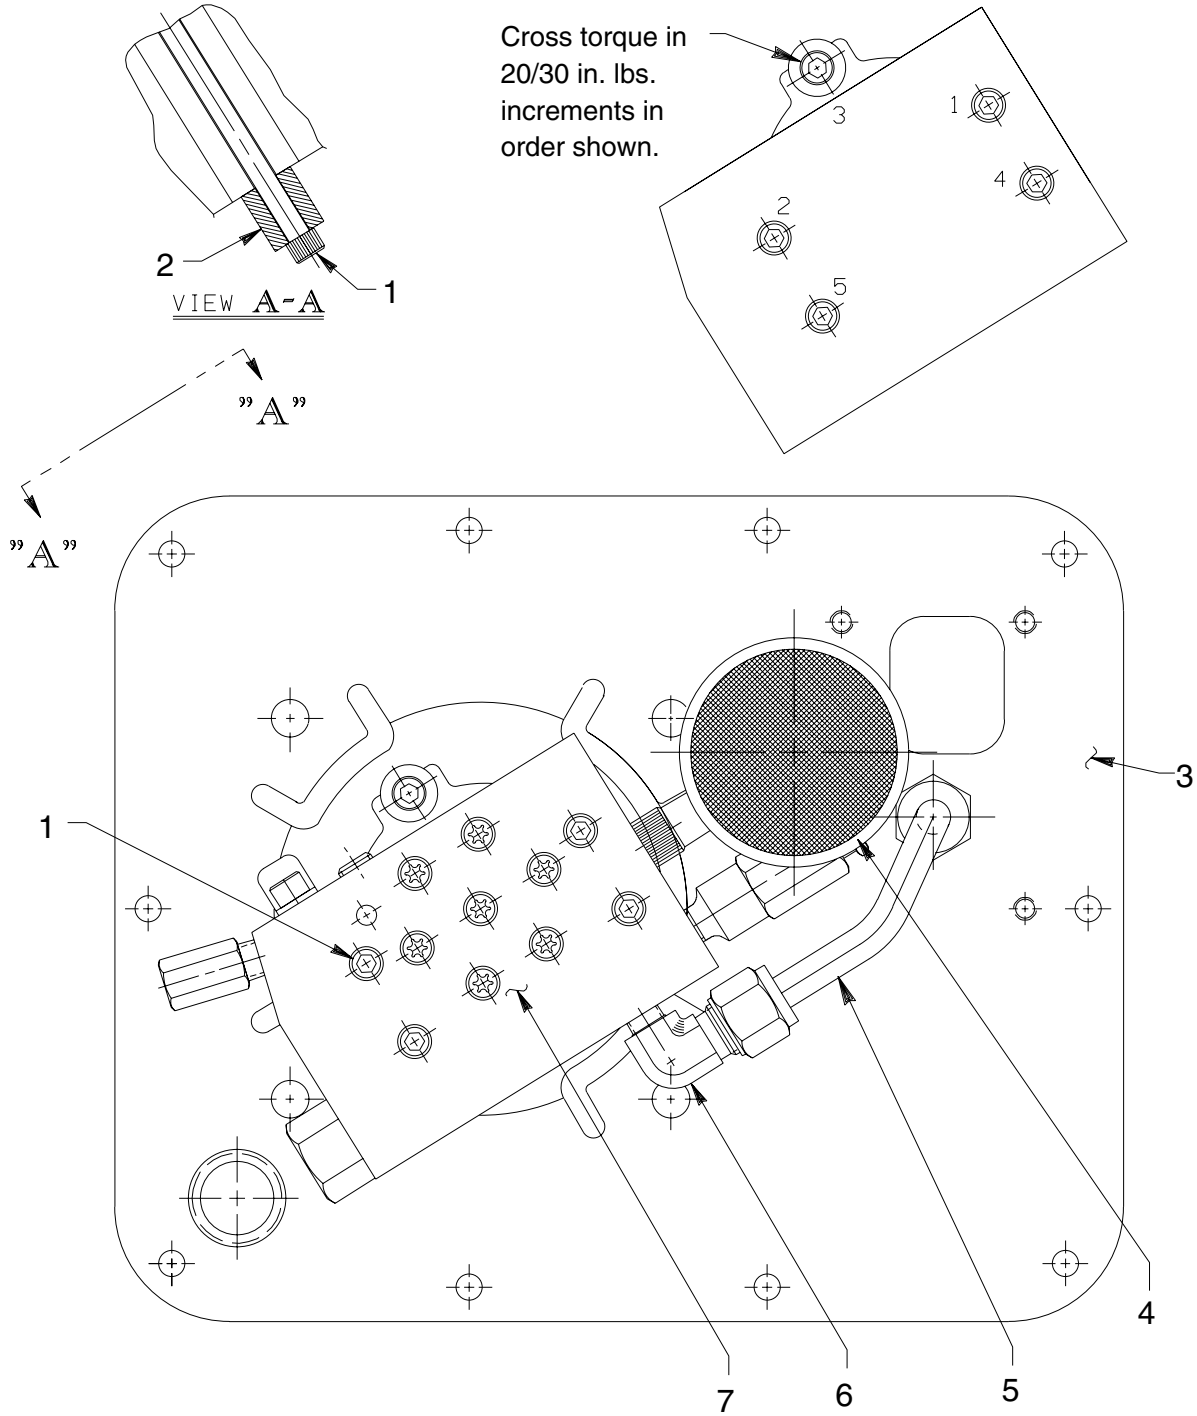 Cross torque in
20/30 in. lbs.
increments in
order shown.
3
1
4
2
5
2
1
VIEW A-A
"A"
"A"
3
1
4
5
6
7